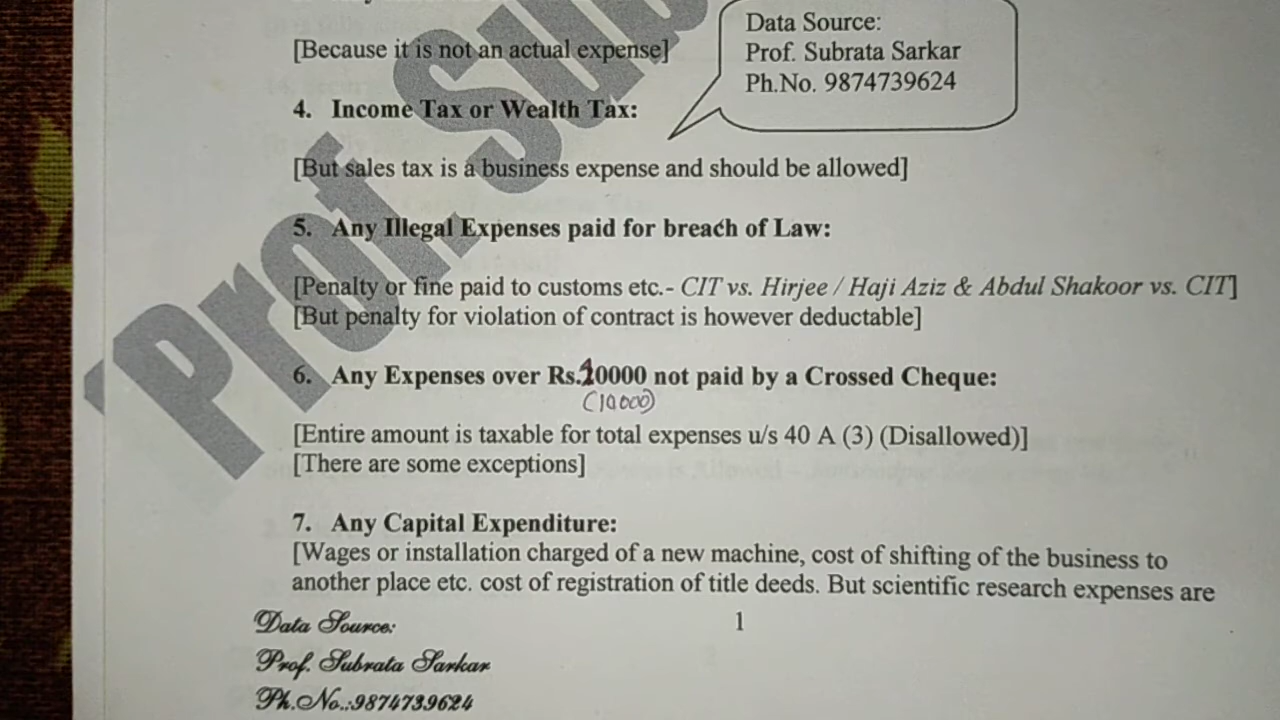 Data Source:
[Because it is not an actual expense]
Prof. Subrata Sarkar
Ph.No. 9874739624
4. Income Tax or Wealth Tax:
[But sales tax is a business expense and should be allowed]
5. Any Illegal Expenses paid for breach of Law:
[Penalty or fine paid to customs etc.- CIT vs. Hirjee / Haji Aziz & Abdul Shakoor vs. CIT]
[But penalty for violation of contract is however deductable]
6. Any Expenses over Rs.10000 not paid by a Crossed Cheque:
(10000)
[Entire amount is taxable for total expenses u/s 40 A (3) (Disallowed)]
[There are some exceptions]
7. Any Capital Expenditure:
[Wages or installation charged of a new machine, cost of shifting of the business to
another place etc. cost of registration of title deeds. But scientific research expenses are
Data Source:
1
Prof. Subrata Sarkar
Ph.No.:9874739624
Prof. Sub